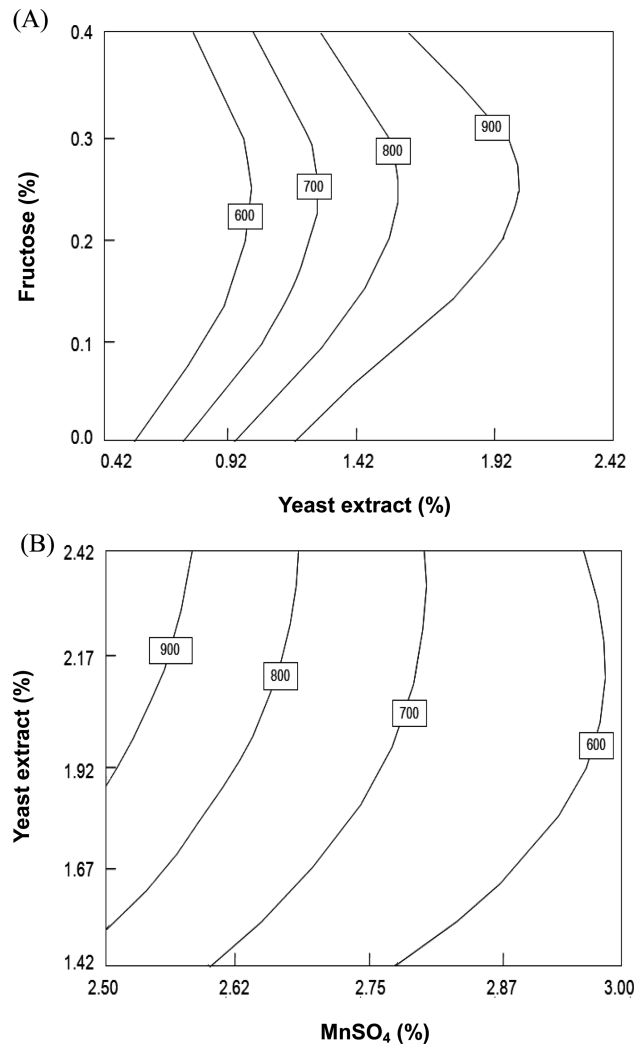 (A)
0.4
0.3
0.2
0.1
0.0
Fructose (%)
600
700
800
900
0.42 0.92 1.42 1.92 2.42
Yeast extract (%)
(B)
2.42
2.17
1.92
1.67
1.42
Yeast extract (%)
900
800
700
600
2.50 2.62 2.75 2.87 3.00
MnSO₄ (%)